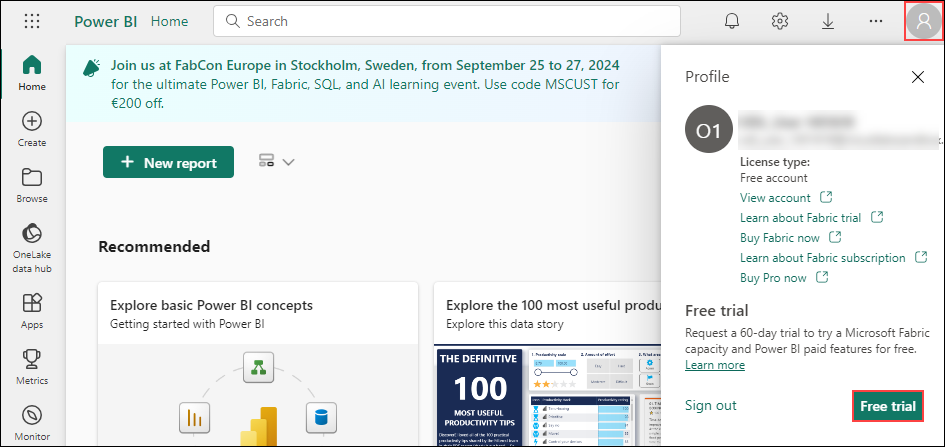 Power BI Home
Search
Home
Create
Browse
OneLake
data hub
Apps
Metrics
Monitor
Join us at FabCon Europe in Stockholm, Sweden, from September 25 to 27, 2024
for the ultimate Power BI, Fabric, SQL, and AI learning event. Use code MSCUST for
€200 off.
+ New report
Recommended
Explore basic Power BI concepts
Getting started with Power BI
Explore the 100 most useful produ
Explore this data story
THE DEFINITIVE
100
MOST USEFUL
PRODUCTIVITY TIPS
Profile
O1
License type:
Free account
View account
Learn about Fabric trial
Buy Fabric now
Learn about Fabric subscription
Buy Pro now
Free trial
Request a 60-day trial to try a Microsoft Fabric
capacity and Power BI paid features for free.
Learn more
Sign out
Free trial